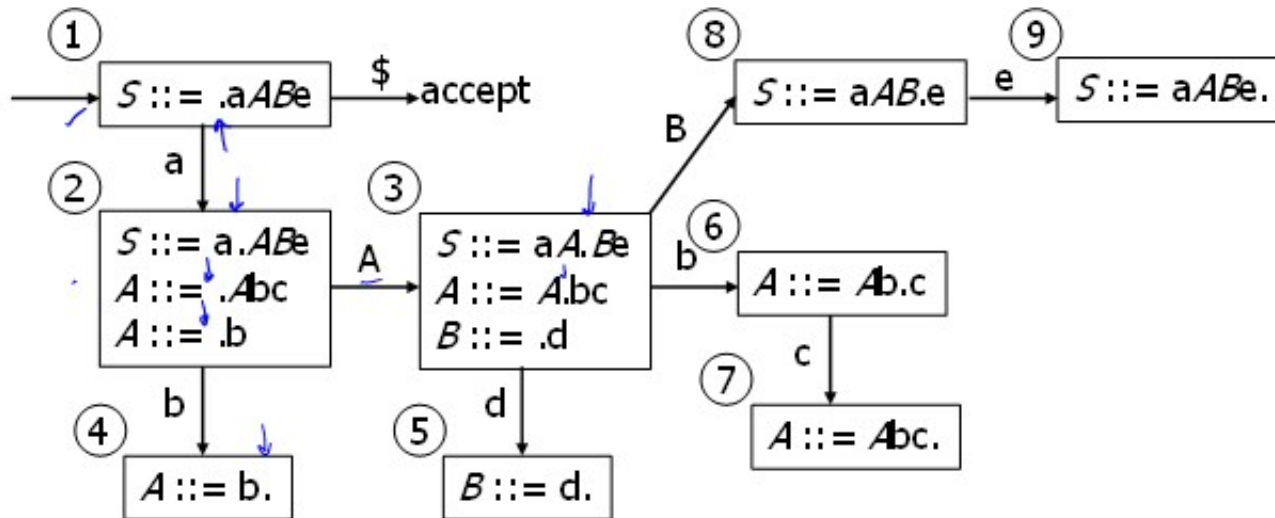 1
S ::= .aABe
$
accept
a
2
S ::= a.ABe
A ::= .Abc
A ::= .b
A
3
S ::= aA.Be
A ::= A.bc
B ::= .d
B
8
S ::= aAB.e
e
9
S ::= aABe.
b
6
A ::= Ab.c
c
7
A ::= Abc.
b
4
A ::= b.
d
5
B ::= d.